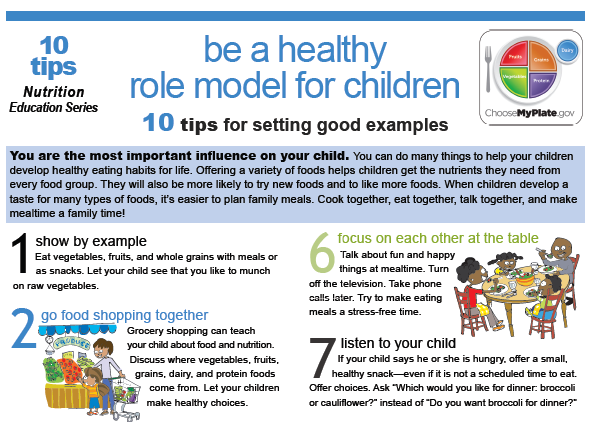 10
tips
Nutrition
Education Series
be a healthy
role model for children
10 tips for setting good examples
Fruits
Grains
Dairy
Vegetables
Protein
ChooseMyPlate.gov
You are the most important influence on your child. You can do many things to help your children
develop healthy eating habits for life. Offering a variety of foods helps children get the nutrients they need from
every food group. They will also be more likely to try new foods and to like more foods. When children develop a
taste for many types of foods, it's easier to plan family meals. Cook together, eat together, talk together, and make
mealtime a family time!
1 show by example
Eat vegetables, fruits, and whole grains with meals or
as snacks. Let your child see that you like to munch
on raw vegetables.
2 go food shopping together
PRODUCE
Grocery shopping can teach
your child about food and nutrition.
Discuss where vegetables, fruits,
grains, dairy, and protein foods
come from. Let your children
make healthy choices.
6 focus on each other at the table
Talk about fun and happy
things at mealtime. Turn
off the television. Take phone
calls later. Try to make eating
meals a stress-free time.
7 listen to your child
If your child says he or she is hungry, offer a small,
healthy snack—even if it is not a scheduled time to eat.
Offer choices. Ask "Which would you like for dinner: broccoli
or cauliflower?" instead of "Do you want broccoli for dinner?"